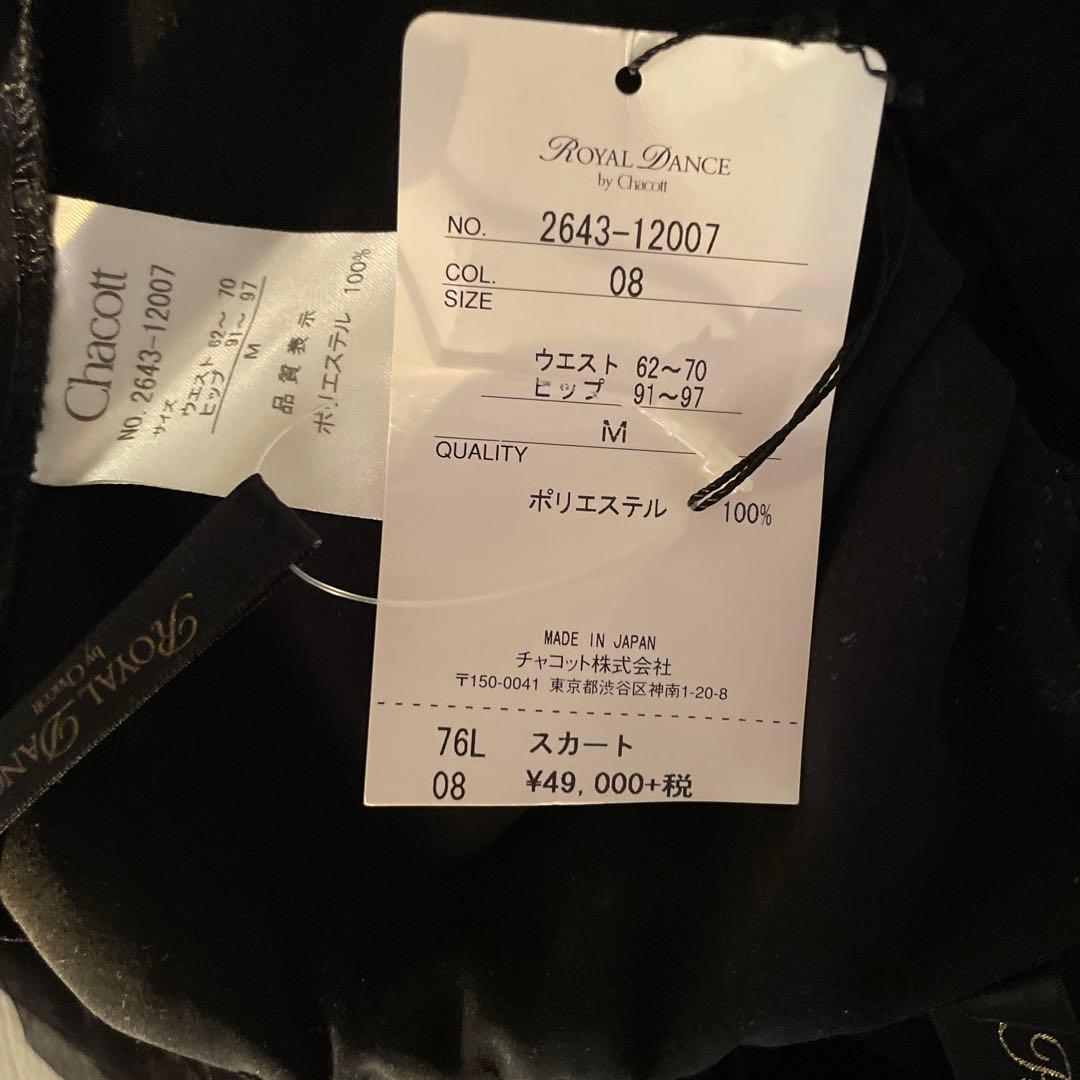 ROYAL DANCE
by Chacott
NO. 2643-12007
COL. 08
SIZE
ウエスト 62～70
ヒップ 91～97
M
QUALITY
ポリエステル 100%
MADE IN JAPAN
チャコット株式会社
〒150-0041 東京都渋谷区神南1-20-8
76L スカート
08 ¥49,000+税
Chacott
NO. 2643-12007
サイズ
ウエスト 62～ 70
ヒップ 91～ 97
M
品質表示
ポリエステル 100%
ROYAL DANC
by Chacott